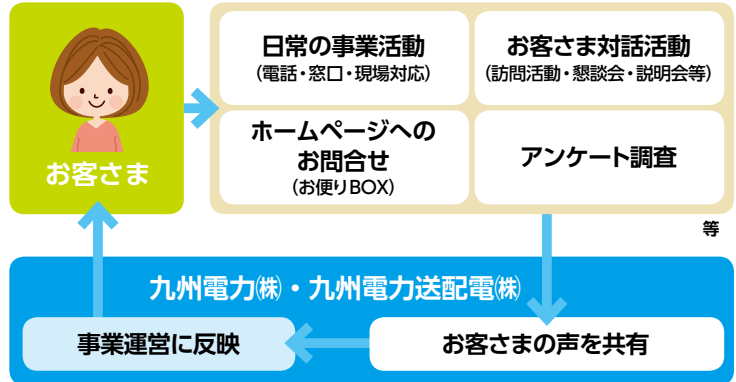 お客さま
日常の事業活動
（電話・窓口・現場対応）
お客さま対話活動
（訪問活動・懇談会・説明会等）
ホームページへの
お問合せ
（お便りBOX）
アンケート調査
等
九州電力㈱・九州電力送配電㈱
事業運営に反映
お客さまの声を共有